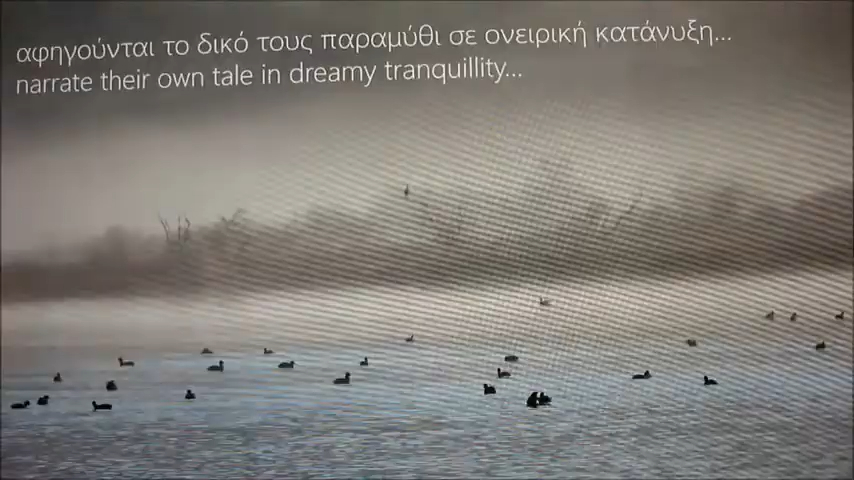 αφηγούνται το δικό τους παραμύθι σε ονειρική κατάνυξη...
narrate their own tale in dreamy tranquillity...